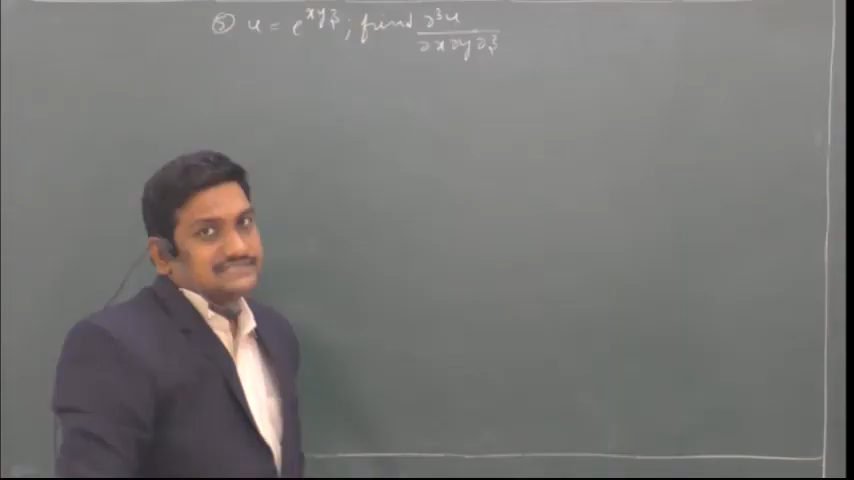 ⑤ u = e^{xyz} ; find ∂³u / ∂x ∂y ∂z